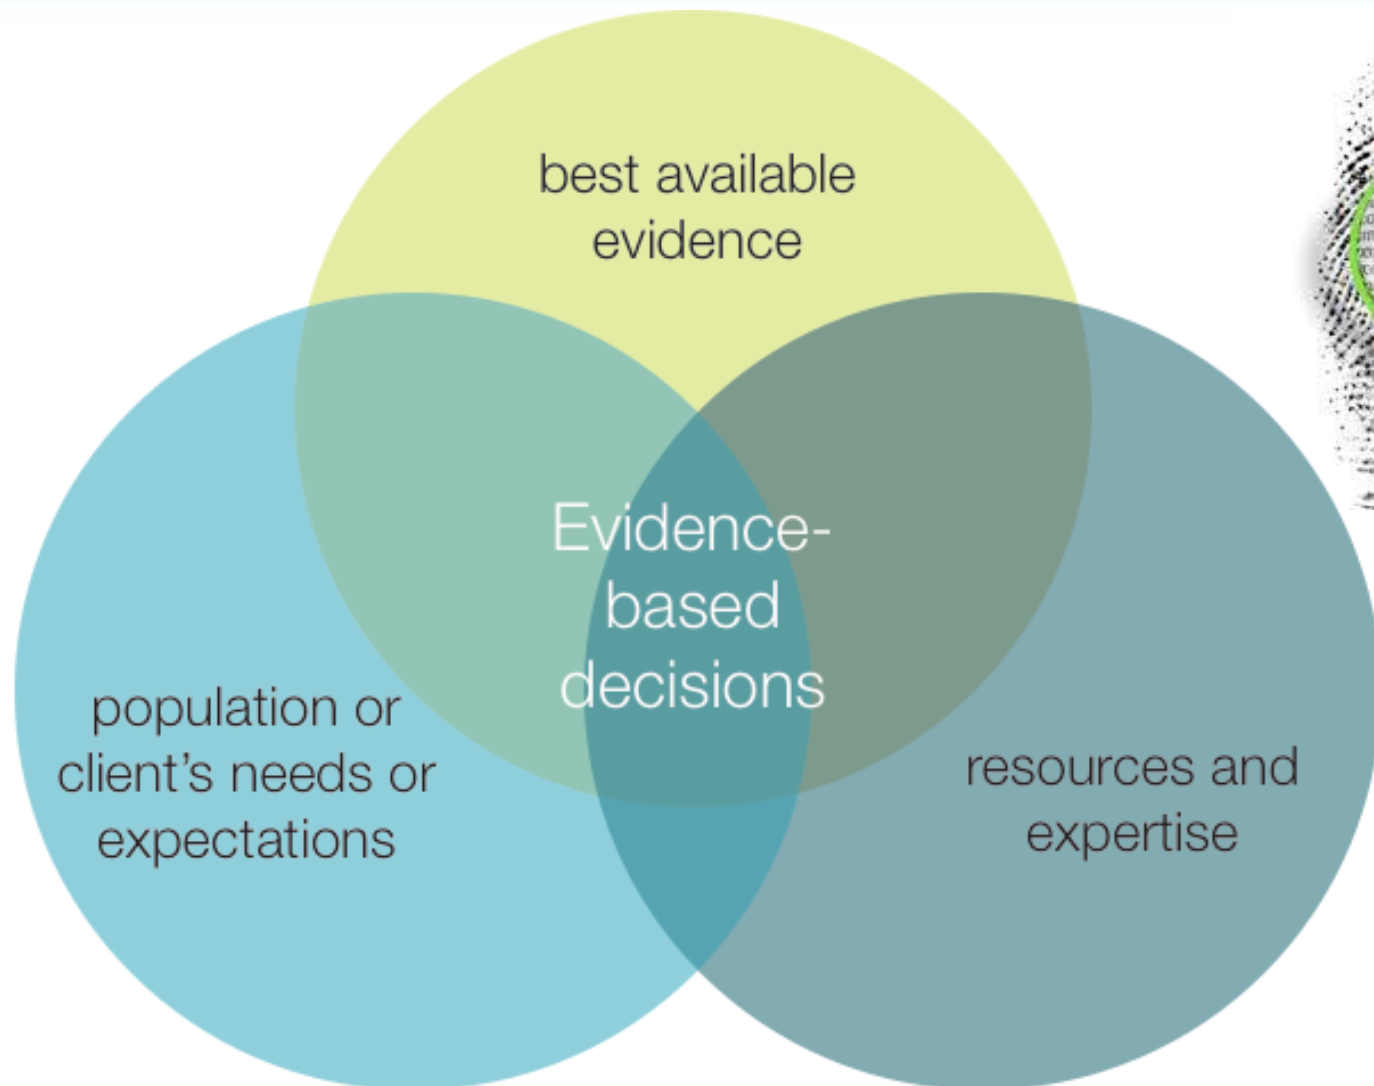 best available
evidence
Evidence-
based
decisions
population or
client’s needs or
expectations
resources and
expertise